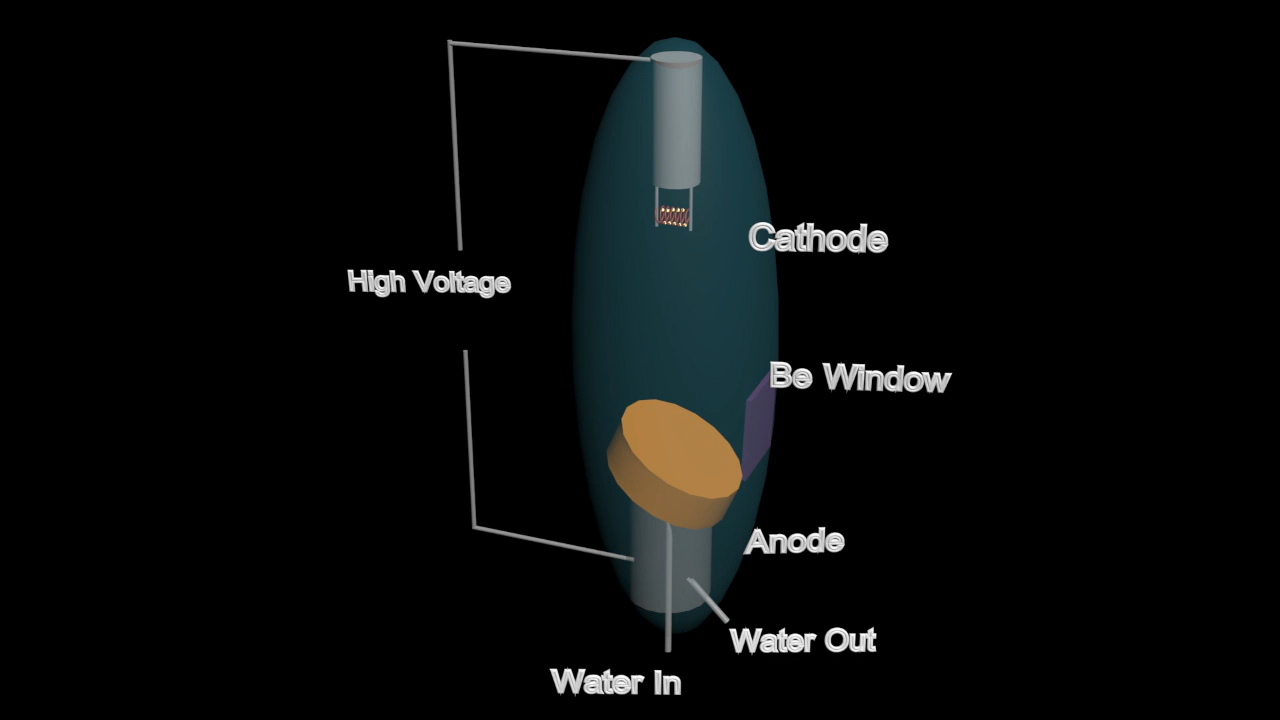 Cathode
High Voltage
Be Window
Anode
Water Out
Water In